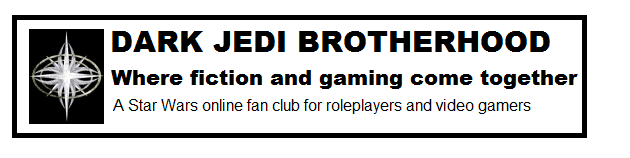 DARK JEDI BROTHERHOOD
Where fiction and gaming come together
A Star Wars online fan club for roleplayers and video gamers